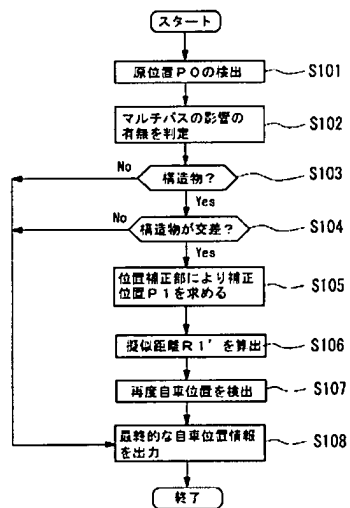 スタート
原位置P0の検出
S101
マルチパスの影響の
有無を判定
S102
No
構造物?
S103
Yes
No
構造物が交差?
S104
Yes
位置補正部により補正
位置P1を求める
S105
擬似距離R1'を算出
S106
再度自車位置を検出
S107
最終的な自車位置情報
を出力
S108
終了